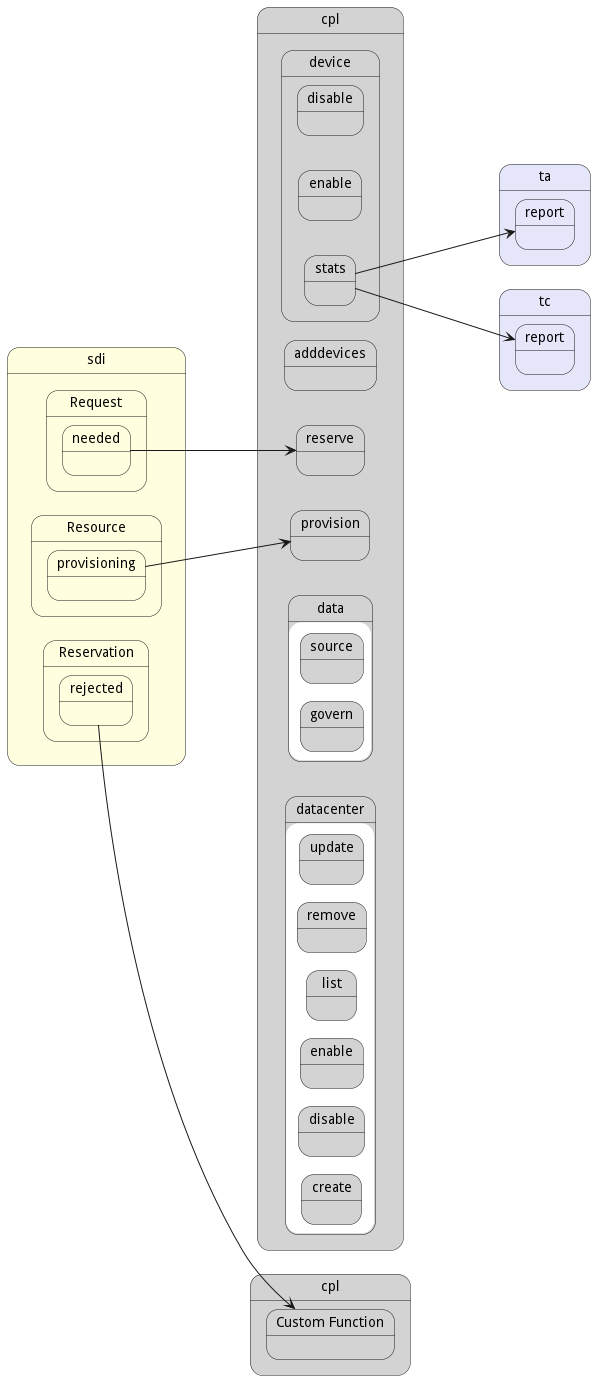 cpl
device
disable
enable
stats
adddevices
reserve
provision
data
source
govern
datacenter
update
remove
list
enable
disable
create
sdi
Request
needed
Resource
provisioning
Reservation
rejected
ta
report
tc
report
cpl
Custom Function